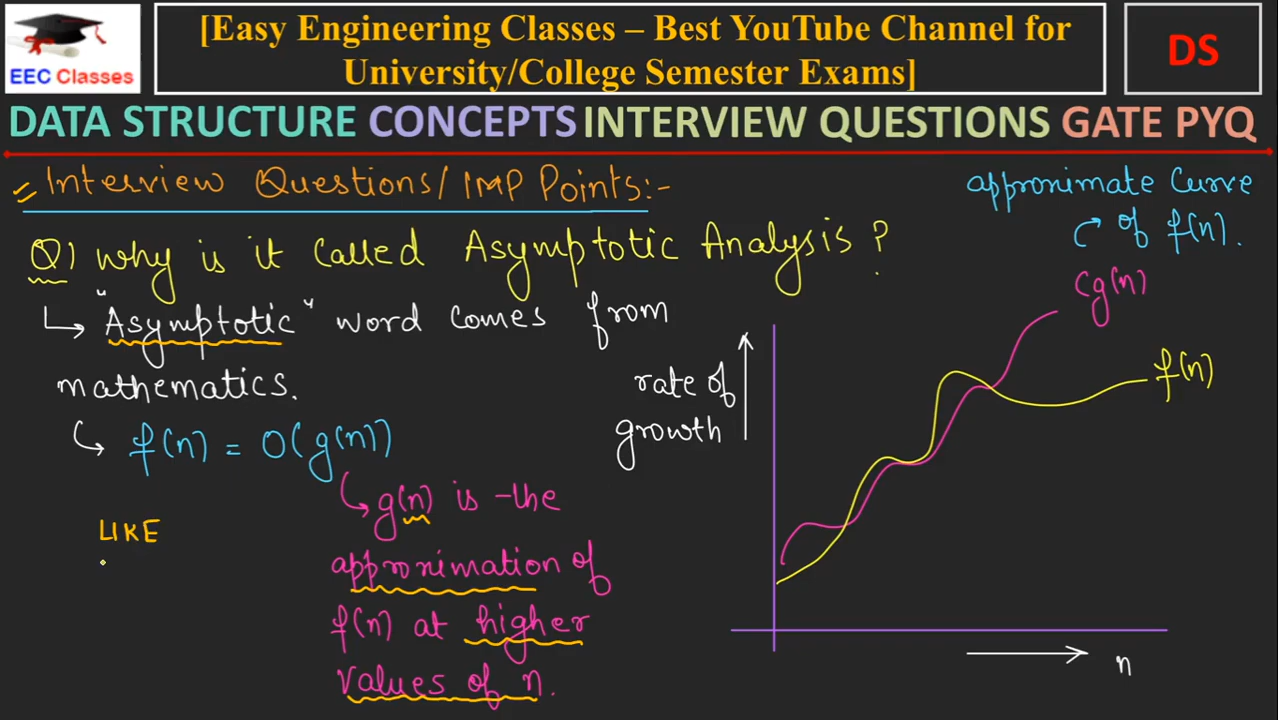 [Easy Engineering Classes – Best YouTube Channel for
University/College Semester Exams]
EEC Classes
DS
DATA STRUCTURE CONCEPTS INTERVIEW QUESTIONS GATE PYQ
Interview Questions/IMP Points:-
Q) why is it called Asymptotic Analysis?
"Asymptotic" word comes from
mathematics.
f(n) = O(g(n))
g(n) is the
approximation of
f(n) at higher
values of n.
LIKE
approximate curve
of f(n).
cg(n)
f(n)
rate of
growth
n